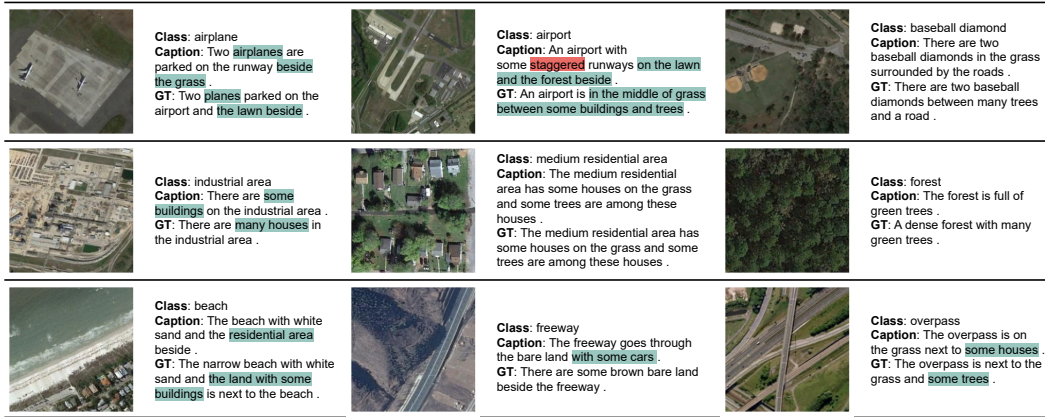 Class: airplane
Caption: Two airplanes are
parked on the runway beside
the grass .
GT: Two planes parked on the
airport and the lawn beside .
Class: airport
Caption: An airport with
some staggered runways on the lawn
and the forest beside .
GT: An airport is in the middle of grass
between some buildings and trees .
Class: baseball diamond
Caption: There are two
baseball diamonds in the grass
surrounded by the roads .
GT: There are two baseball
diamonds between many trees
and a road .
Class: industrial area
Caption: There are some
buildings on the industrial area .
GT: There are many houses in
the industrial area .
Class: medium residential area
Caption: The medium residential
area has some houses on the grass
and some trees are among these
houses .
GT: The medium residential area has
some houses on the grass and some
trees are among these houses .
Class: forest
Caption: The forest is full of
green trees .
GT: A dense forest with many
green trees .
Class: beach
Caption: The beach with white
sand and the residential area
beside .
GT: The narrow beach with white
sand and the land with some
buildings is next to the beach .
Class: freeway
Caption: The freeway goes through
the bare land with some cars .
GT: There are some brown bare land
beside the freeway .
Class: overpass
Caption: The overpass is on
the grass next to some houses .
GT: The overpass is next to the
grass and some trees .